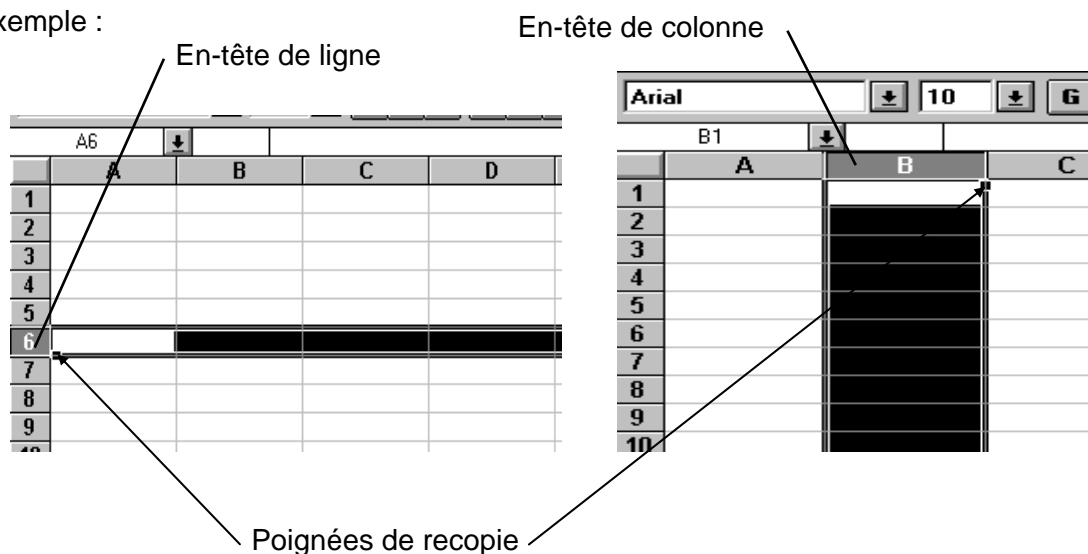 xemple :
En-tête de ligne
En-tête de colonne
A6
A B C D
1
2
3
4
5
6
7
8
9
10
Arial 10 G
B1
A B C
1
2
3
4
5
6
7
8
9
10
Poignées de recopie